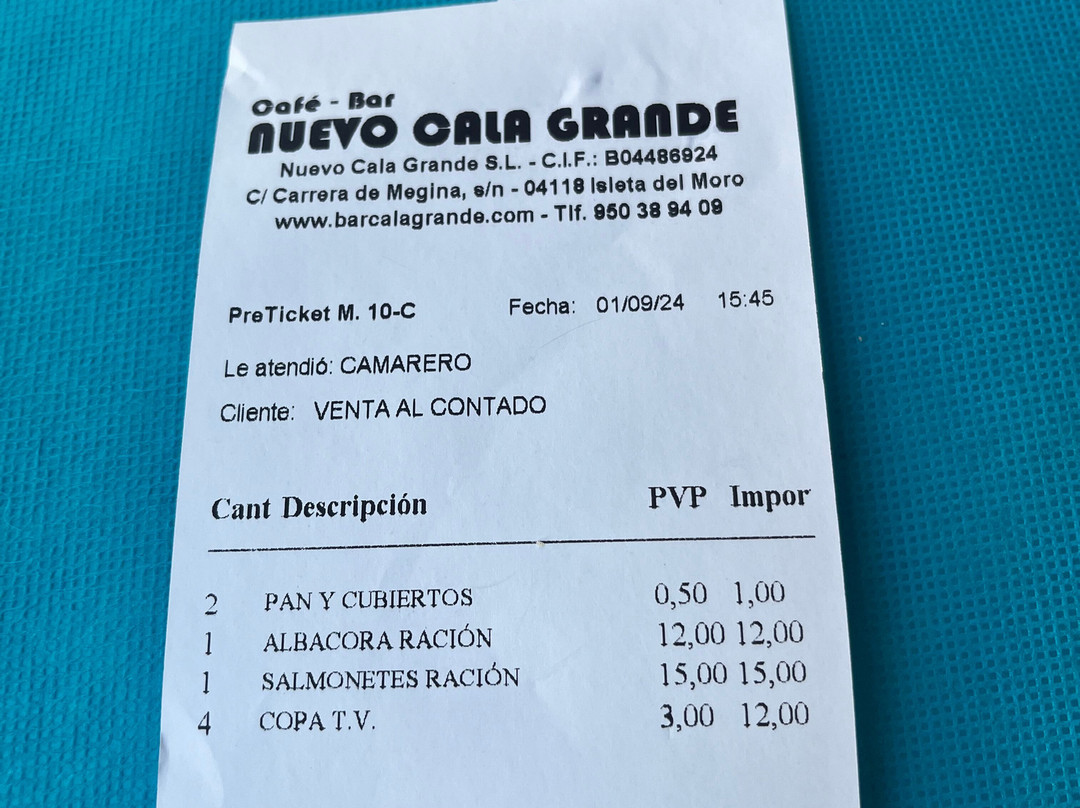 Café - Bar
NUEVO CALA GRANDE
Nuevo Cala Grande S.L. - C.I.F.: B04486924
C/ Carrera de Megina, s/n - 04118 Isleta del Moro
www.barcalagrande.com - Tlf. 950 38 94 09
PreTicket M. 10-C Fecha: 01/09/24 15:45
Le atendió: CAMARERO
Cliente: VENTA AL CONTADO
Cant Descripción PVP Impor
2 PAN Y CUBIERTOS 0,50 1,00
1 ALBACORA RACIÓN 12,00 12,00
1 SALMONETES RACIÓN 15,00 15,00
4 COPA T.V. 3,00 12,00